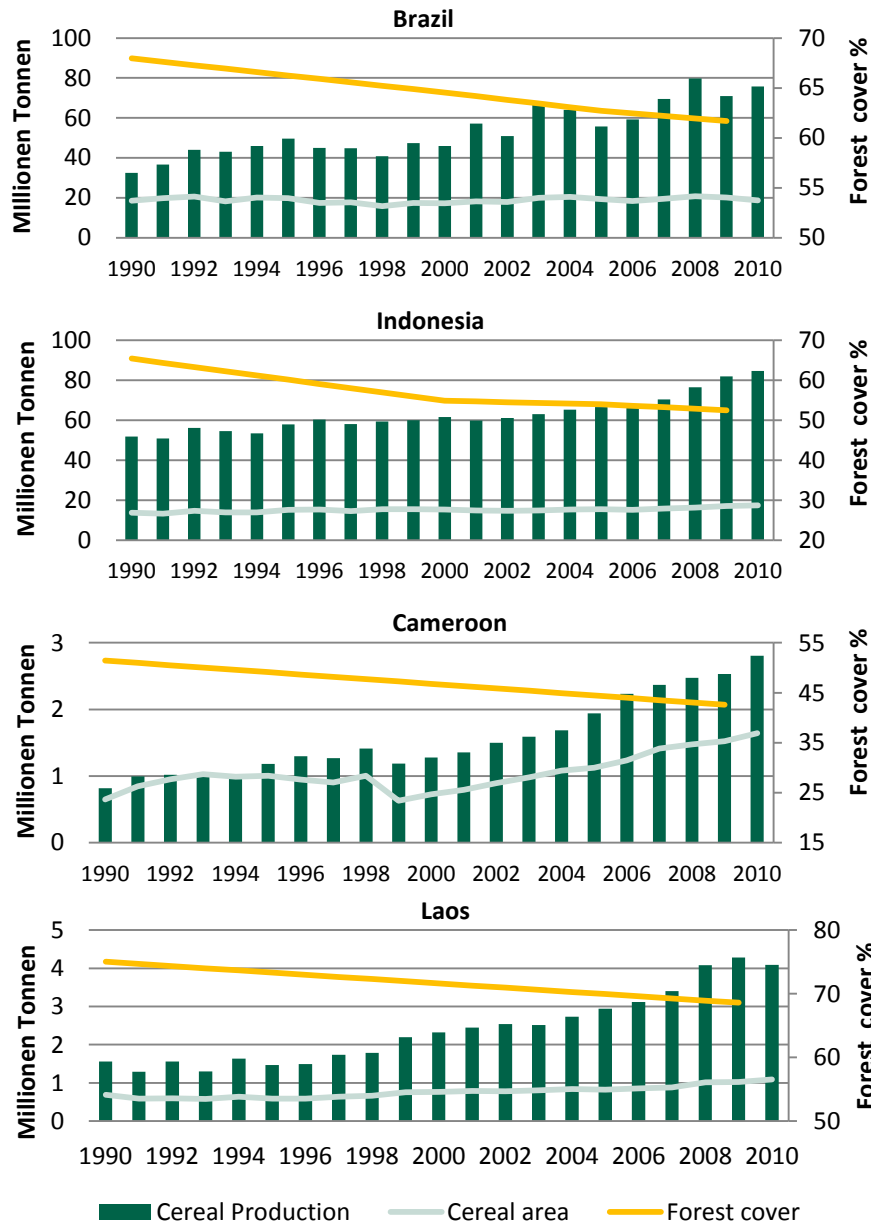 Brazil
Millionen Tonnen
100
80
60
40
20
0
70
65
60
55
50
Forest cover %
1990 1992 1994 1996 1998 2000 2002 2004 2006 2008 2010
Indonesia
Millionen Tonnen
100
80
60
40
20
0
70
60
50
40
30
20
Forest cover %
1990 1992 1994 1996 1998 2000 2002 2004 2006 2008 2010
Cameroon
Millionen Tonnen
3
2
1
0
55
45
35
25
15
Forest cover %
1990 1992 1994 1996 1998 2000 2002 2004 2006 2008 2010
Laos
Millionen Tonnen
5
4
3
2
1
0
80
70
60
50
Forest cover %
1990 1992 1994 1996 1998 2000 2002 2004 2006 2008 2010
Cereal Production Cereal area Forest cover